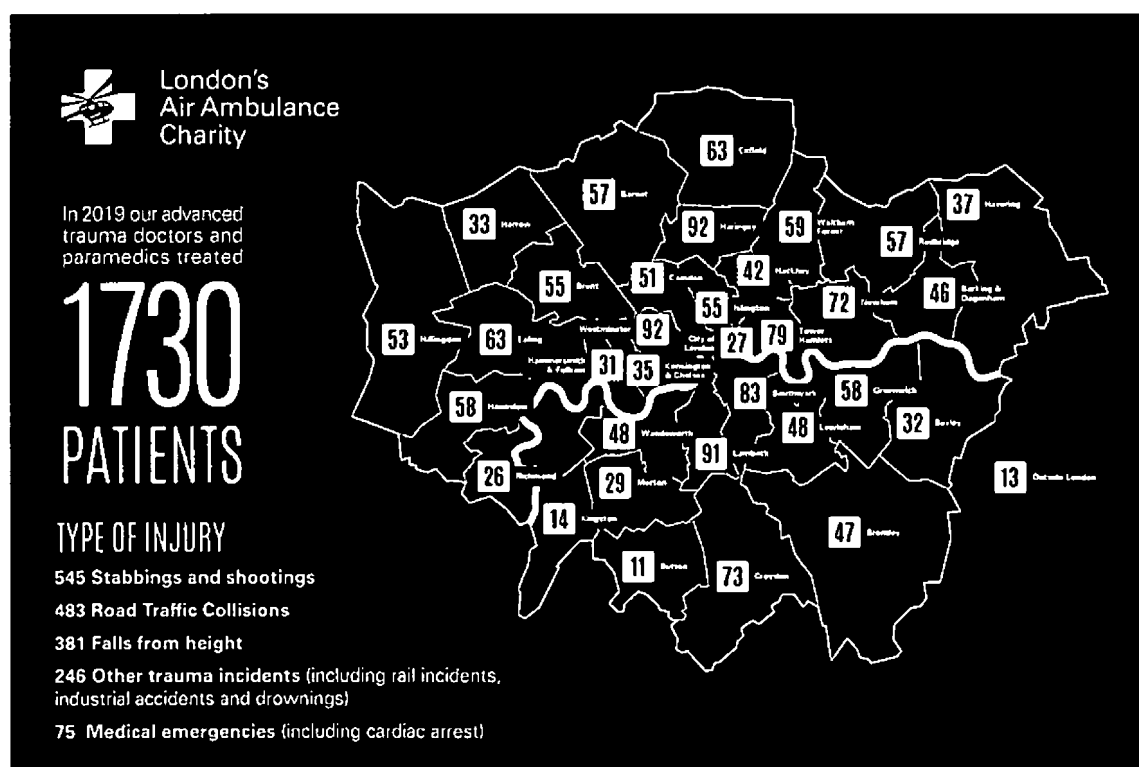 London's
Air Ambulance
Charity
In 2019 our advanced
trauma doctors and
paramedics treated
1730
PATIENTS
TYPE OF INJURY
545 Stabbings and shootings
483 Road Traffic Collisions
381 Falls from height
246 Other trauma incidents (including rail incidents,
industrial accidents and drownings)
75 Medical emergencies (including cardiac arrest)
63 Enfield
57 Barnet
37 Havering
33 Harrow
92 Haringey
59 Waltham
Forest
57 Redbridge
51 Camden
42 Hackney
55 Brent
55 Islington
72 Newham
46 Barking &
Dagenham
53 Hillingdon
63 Ealing
Westminster 92
City of
London 27
79 Tower
Hamlets
Hammersmith
& Fulham 31
35 Kensington
& Chelsea
83 Southwark
58 Greenwich
58 Hounslow
48 Wandsworth
48 Lewisham
32 Bexley
91 Lambeth
26 Richmond
29 Merton
13 Outside London
14 Kingston
47 Bromley
11 Sutton
73 Croydon